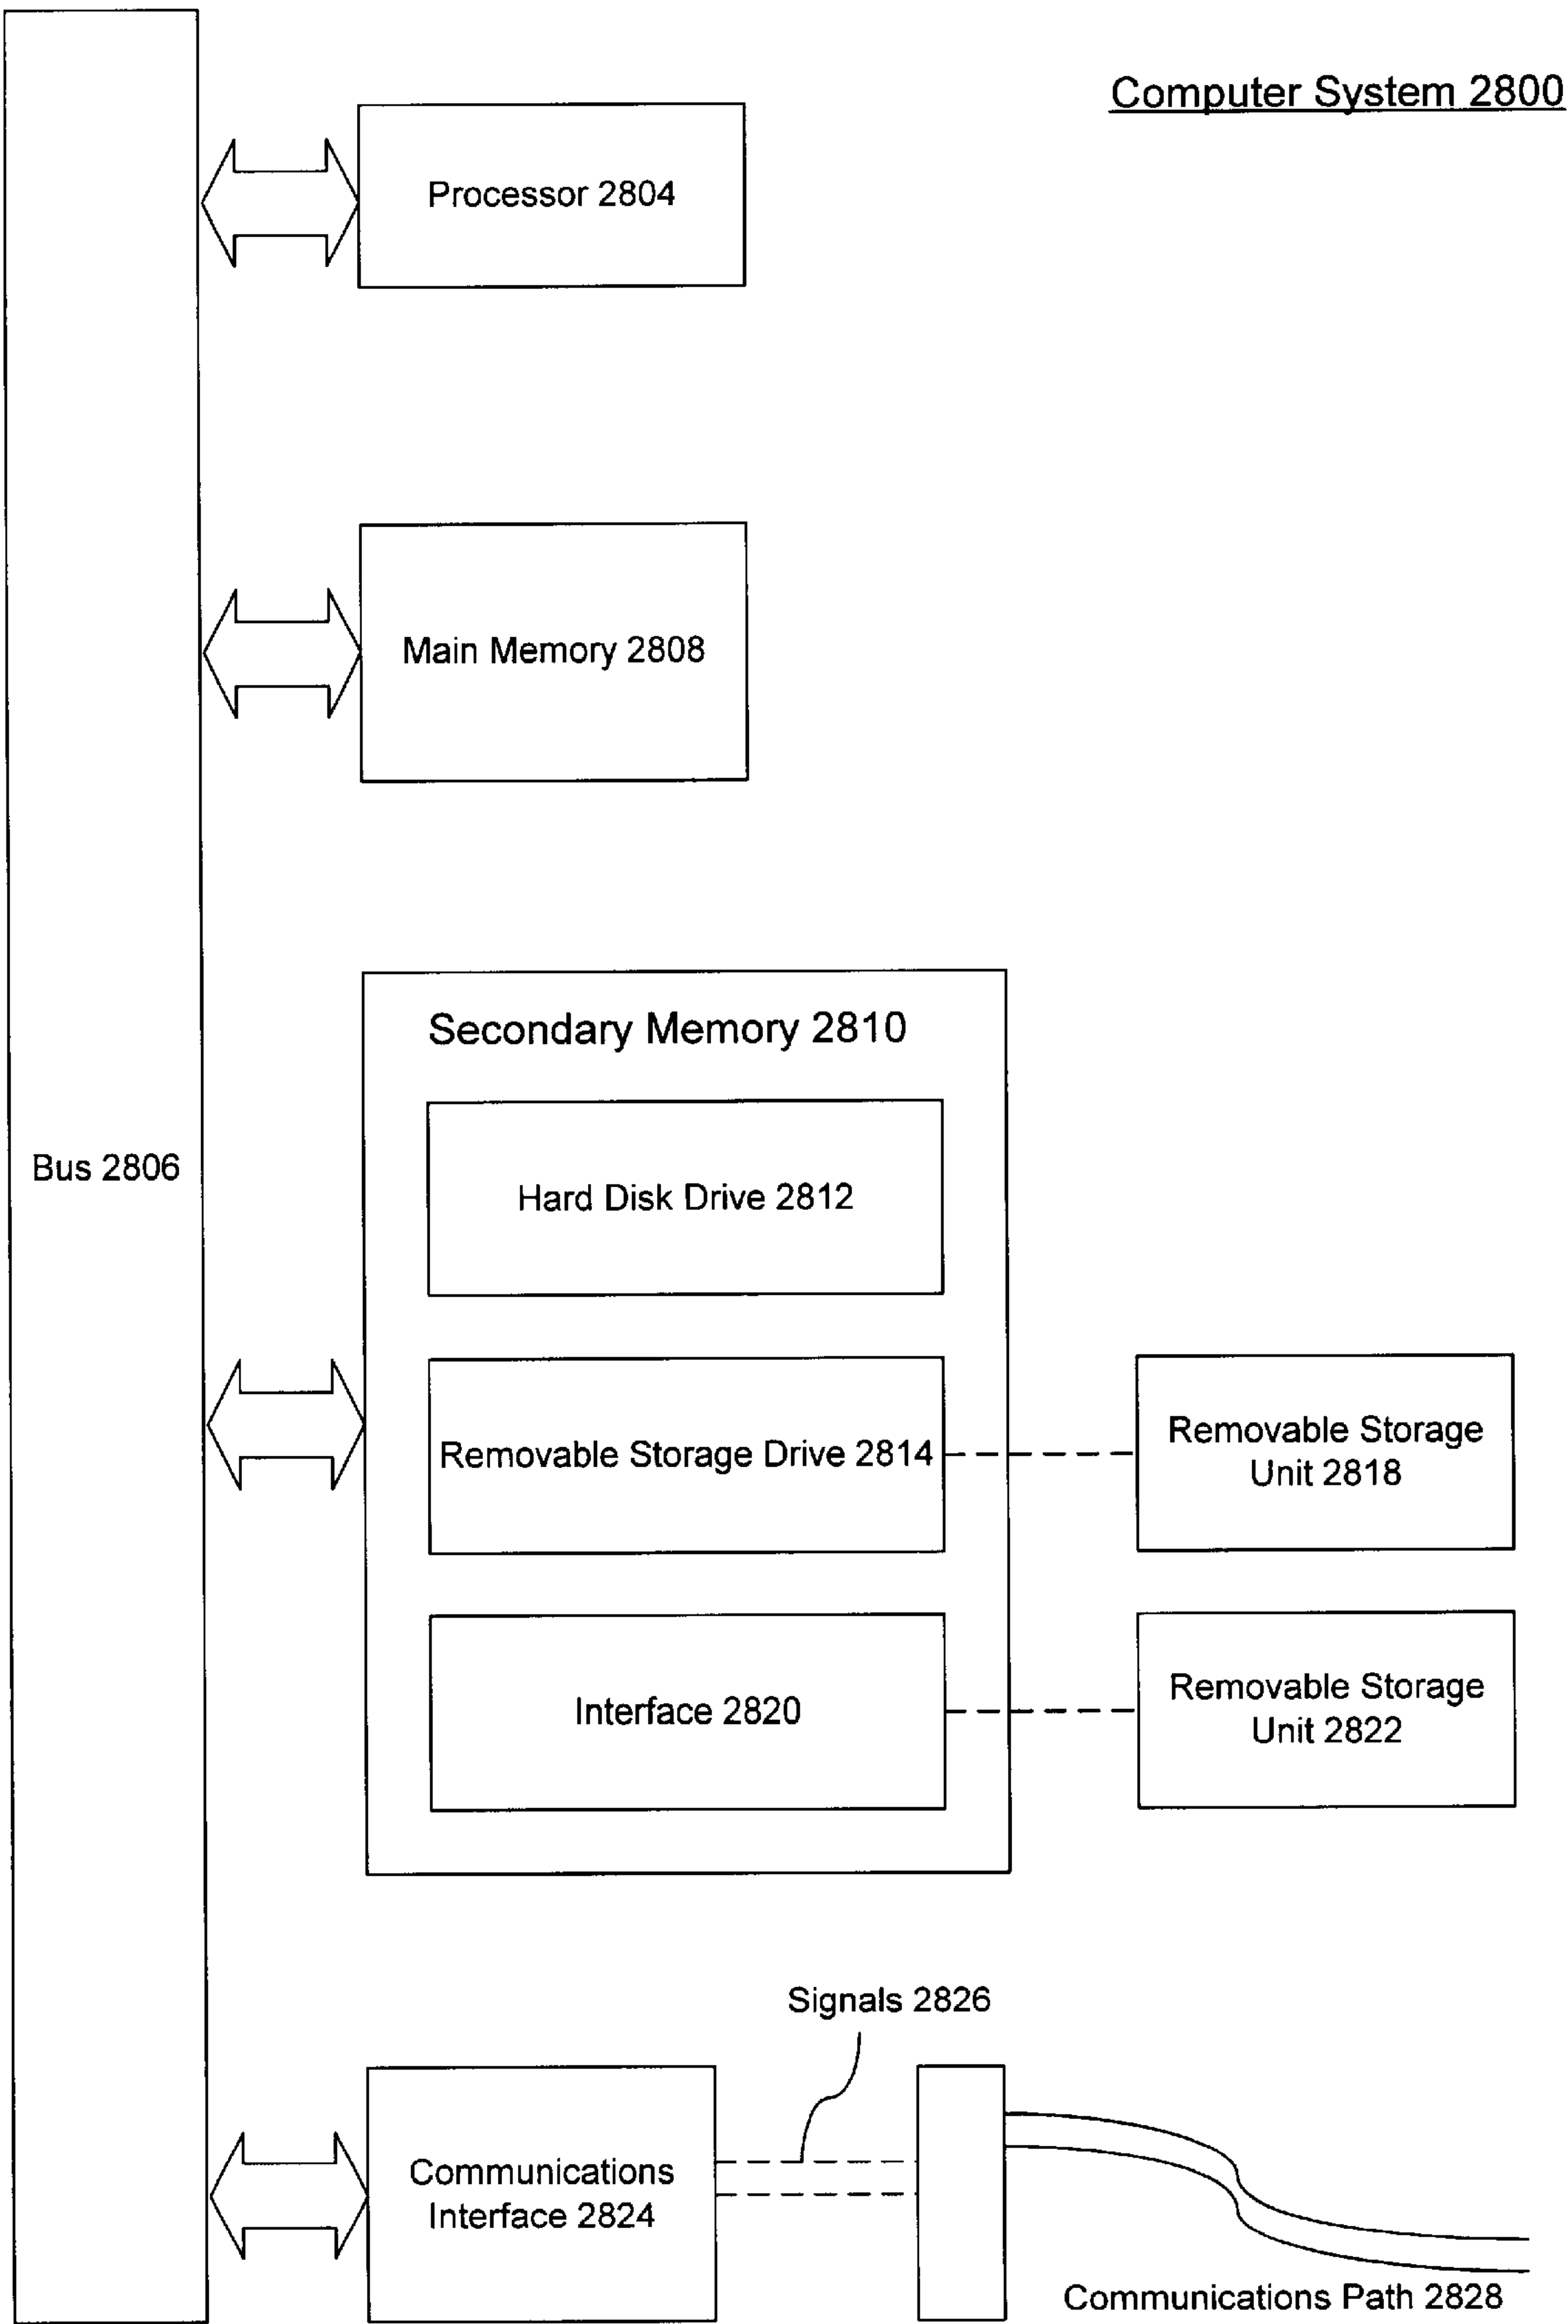 Computer System 2800
Processor 2804
Main Memory 2808
Secondary Memory 2810
Bus 2806
Hard Disk Drive 2812
Removable Storage Drive 2814
Removable Storage
Unit 2818
Interface 2820
Removable Storage
Unit 2822
Signals 2826
Communications
Interface 2824
Communications Path 2828